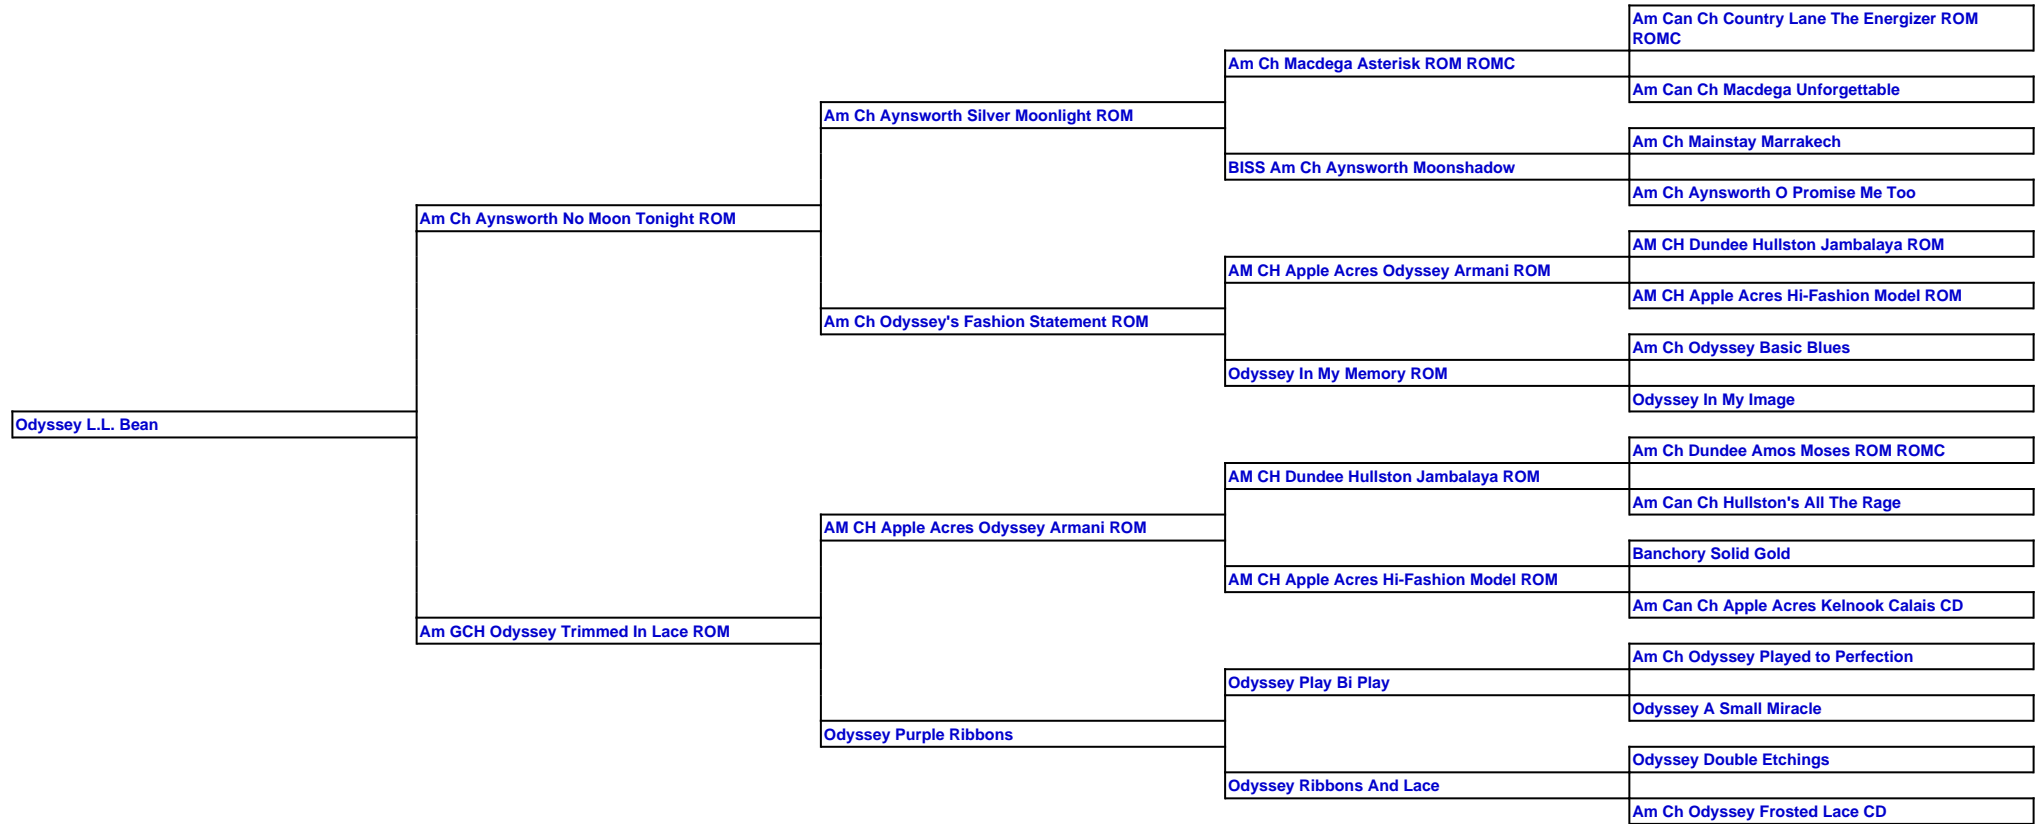 Am Can Ch Country Lane The Energizer ROM
ROMC
Am Ch Macdega Asterisk ROM ROMC
Am Can Ch Macdega Unforgettable
Am Ch Aynsworth Silver Moonlight ROM
Am Ch Mainstay Marrakech
BISS Am Ch Aynsworth Moonshadow
Am Ch Aynsworth O Promise Me Too
Am Ch Aynsworth No Moon Tonight ROM
AM CH Dundee Hullston Jambalaya ROM
AM CH Apple Acres Odyssey Armani ROM
AM CH Apple Acres Hi-Fashion Model ROM
Am Ch Odyssey's Fashion Statement ROM
Am Ch Odyssey Basic Blues
Odyssey In My Memory ROM
Odyssey In My Image
Odyssey L.L. Bean
Am Ch Dundee Amos Moses ROM ROMC
AM CH Dundee Hullston Jambalaya ROM
Am Can Ch Hullston's All The Rage
AM CH Apple Acres Odyssey Armani ROM
Banchory Solid Gold
AM CH Apple Acres Hi-Fashion Model ROM
Am Can Ch Apple Acres Kelnook Calais CD
Am GCH Odyssey Trimmed In Lace ROM
Am Ch Odyssey Played to Perfection
Odyssey Play Bi Play
Odyssey A Small Miracle
Odyssey Purple Ribbons
Odyssey Double Etchings
Odyssey Ribbons And Lace
Am Ch Odyssey Frosted Lace CD